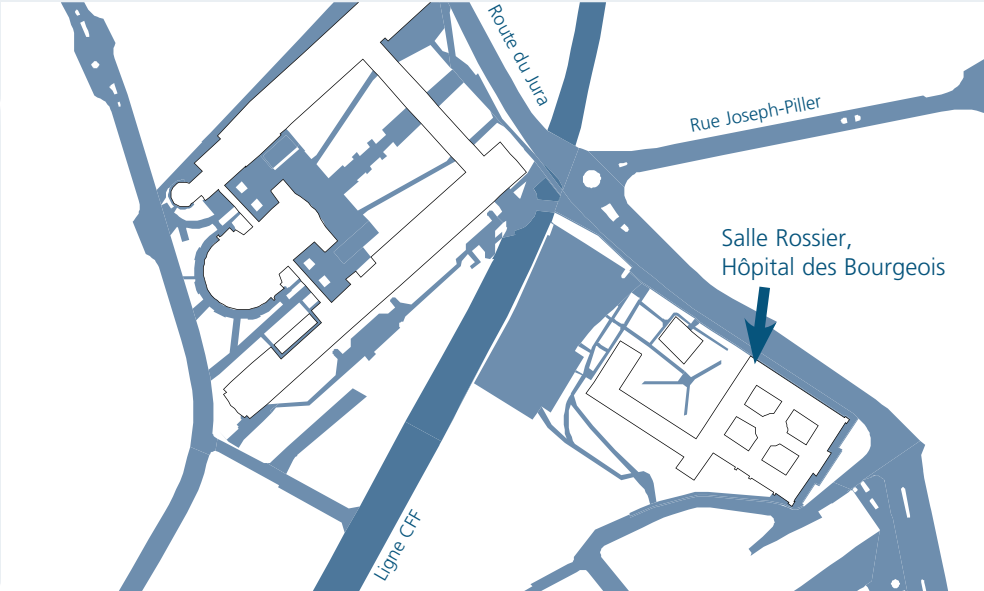 Route du Jura
Rue Joseph-Piller
Salle Rossier,
Hôpital des Bourgeois
Ligne CFF